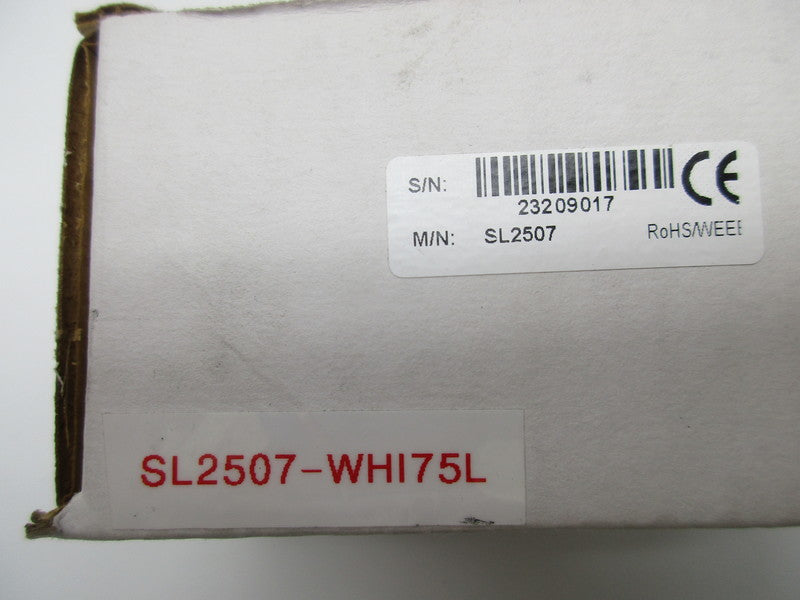 S/N:
23209017
CE
M/N: SL2507 RoHS/WEEE
SL2507-WHI75L